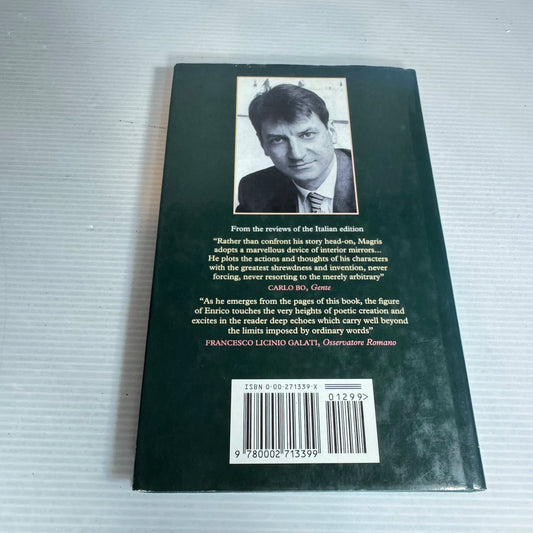 From the reviews of the Italian edition
“Rather than confront his story head-on, Magris
adopts a marvellous device of interior mirrors...
He plots the actions and thoughts of his characters
with the greatest shrewdness and invention, never
forcing, never resorting to the merely arbitrary”
CARLO BO, Gente
“As he emerges from the pages of this book, the figure
of Enrico touches the very heights of poetic creation and
excites in the reader deep echoes which carry well beyond
the limits imposed by ordinary words”
FRANCESCO LICINIO GALATI, Osservatore Romano
ISBN 0-00-271339-X
01299>
9 780002 713399